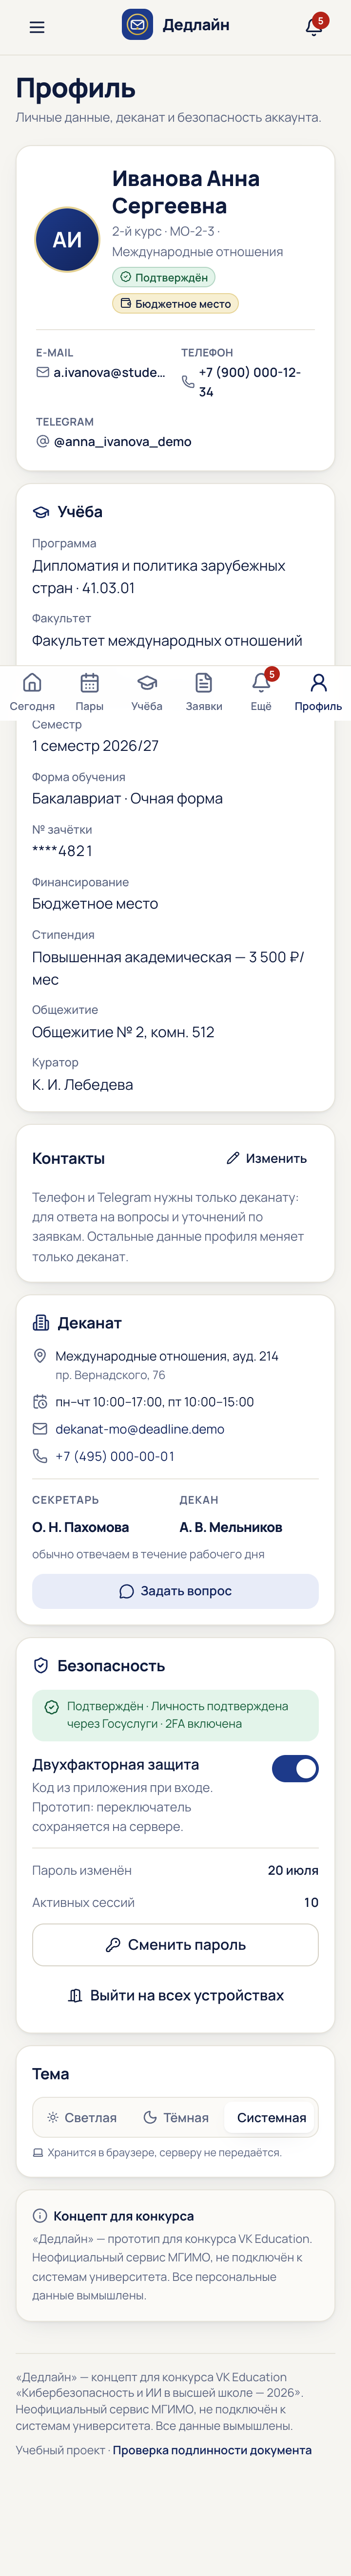 Дедлайн
5
Профиль
Личные данные, деканат и безопасность аккаунта.
АИ
Иванова Анна
Сергеевна
2-й курс · МО-2-3 ·
Международные отношения
Подтверждён
Бюджетное место
E-MAIL
ТЕЛЕФОН
a.ivanova@stude…
+7 (900) 000-12-
34
TELEGRAM
@anna_ivanova_demo
Учёба
Программа
Дипломатия и политика зарубежных
стран · 41.03.01
Факультет
Факультет международных отношений
5
Сегодня
Пары
Учёба
Заявки
Ещё
Профиль
Семестр
1 семестр 2026/27
Форма обучения
Бакалавриат · Очная форма
№ зачётки
****4821
Финансирование
Бюджетное место
Стипендия
Повышенная академическая — 3 500 ₽/
мес
Общежитие
Общежитие № 2, комн. 512
Куратор
К. И. Лебедева
Контакты
Изменить
Телефон и Telegram нужны только деканату:
для ответа на вопросы и уточнений по
заявкам. Остальные данные профиля меняет
только деканат.
Деканат
Международные отношения, ауд. 214
пр. Вернадского, 76
пн–чт 10:00–17:00, пт 10:00–15:00
dekanat-mo@deadline.demo
+7 (495) 000-00-01
СЕКРЕТАРЬ
ДЕКАН
О. Н. Пахомова
А. В. Мельников
обычно отвечаем в течение рабочего дня
Задать вопрос
Безопасность
Подтверждён · Личность подтверждена
через Госуслуги · 2FA включена
Двухфакторная защита
Код из приложения при входе.
Прототип: переключатель
сохраняется на сервере.
Пароль изменён
20 июля
Активных сессий
10
Сменить пароль
Выйти на всех устройствах
Тема
Светлая
Тёмная
Системная
Хранится в браузере, серверу не передаётся.
Концепт для конкурса
«Дедлайн» — прототип для конкурса VK Education.
Неофициальный сервис МГИМО, не подключён к
системам университета. Все персональные
данные вымышлены.
«Дедлайн» — концепт для конкурса VK Education
«Кибербезопасность и ИИ в высшей школе — 2026».
Неофициальный сервис МГИМО, не подключён к
системам университета. Все данные вымышлены.
Учебный проект · Проверка подлинности документа